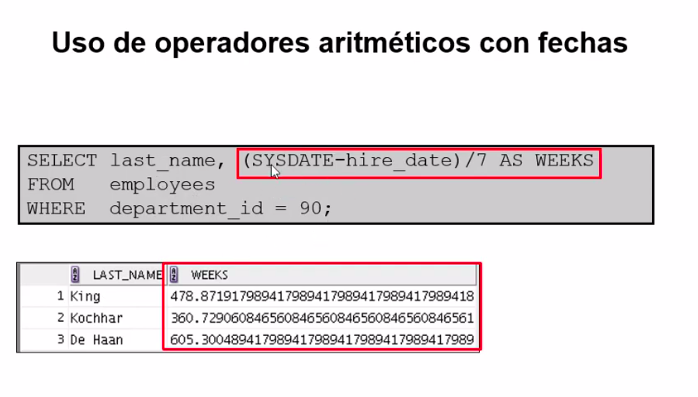 Uso de operadores aritméticos con fechas
SELECT last_name, (SYSDATE-hire_date)/7 AS WEEKS
FROM employees
WHERE department_id = 90;
LAST_NAME WEEKS
1 King 478.871917989417989417989417989417989418
2 Kochhar 360.729060846560846560846560846560846561
3 De Haan 605.300489417989417989417989417989417989